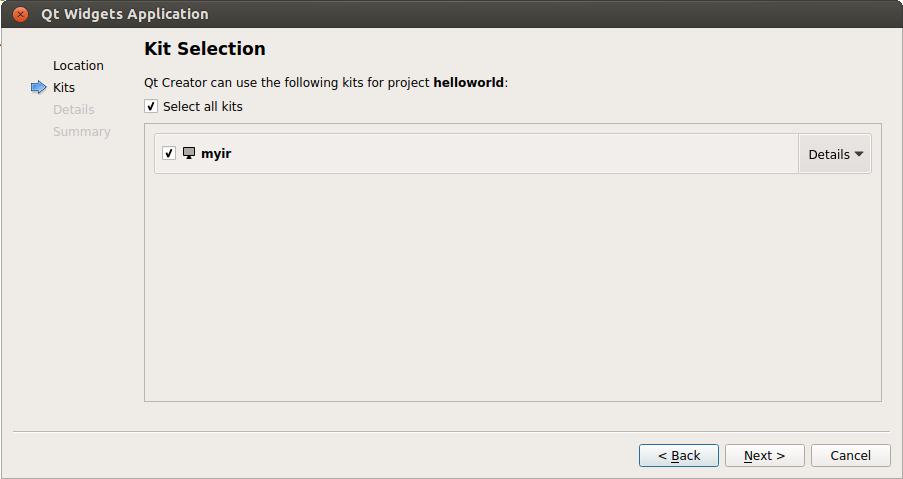 Qt Widgets Application
Location
Kits
Details
Summary
Kit Selection
Qt Creator can use the following kits for project helloworld:
Select all kits
myir
Details
< Back
Next >
Cancel